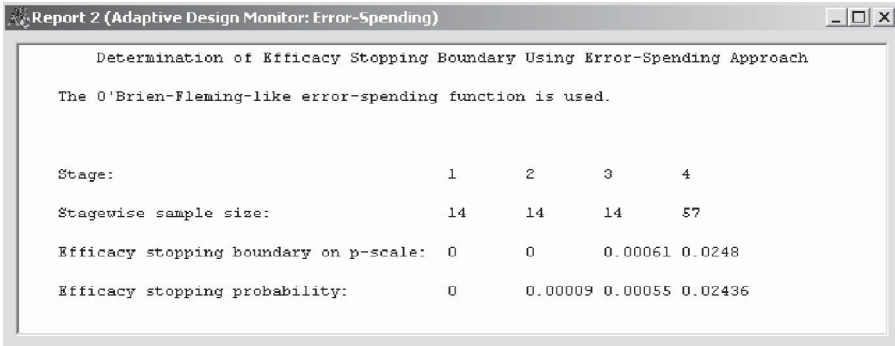 Report 2 (Adaptive Design Monitor: Error-Spending)
Determination of Efficacy Stopping Boundary Using Error-Spending Approach
The O'Brien-Fleming-like error-spending function is used.
Stage: 1 2 3 4
Stagewise sample size: 14 14 14 57
Efficacy stopping boundary on p-scale: 0 0 0.00061 0.0248
Efficacy stopping probability: 0 0.00009 0.00055 0.02436